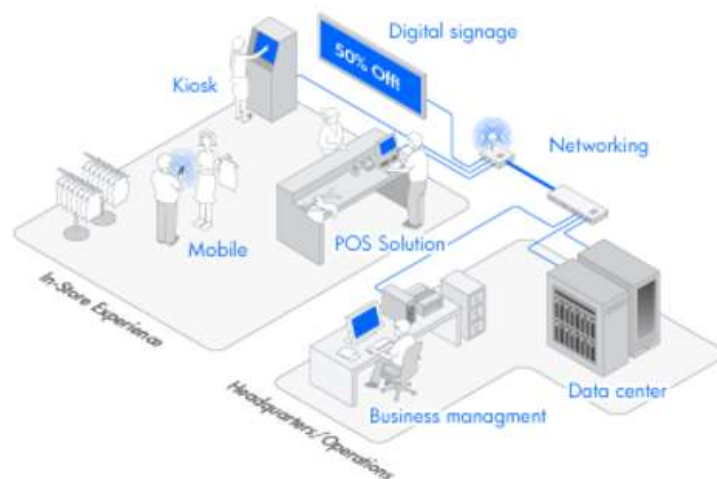 Digital signage
50% Off!
Kiosk
Networking
Mobile
POS Solution
In-Store Experience
Data center
Business managment
Headquarters/Operations